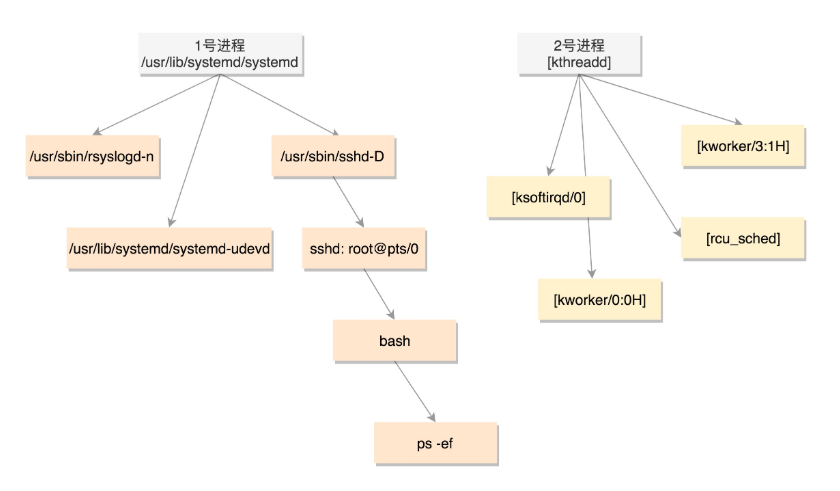 1号进程
/usr/lib/systemd/systemd
2号进程
[kthreadd]
/usr/sbin/rsyslogd-n
/usr/sbin/sshd-D
[kworker/3:1H]
[ksoftirqd/0]
/usr/lib/systemd/systemd-udevd
sshd: root@pts/0
[rcu_sched]
[kworker/0:0H]
bash
ps -ef